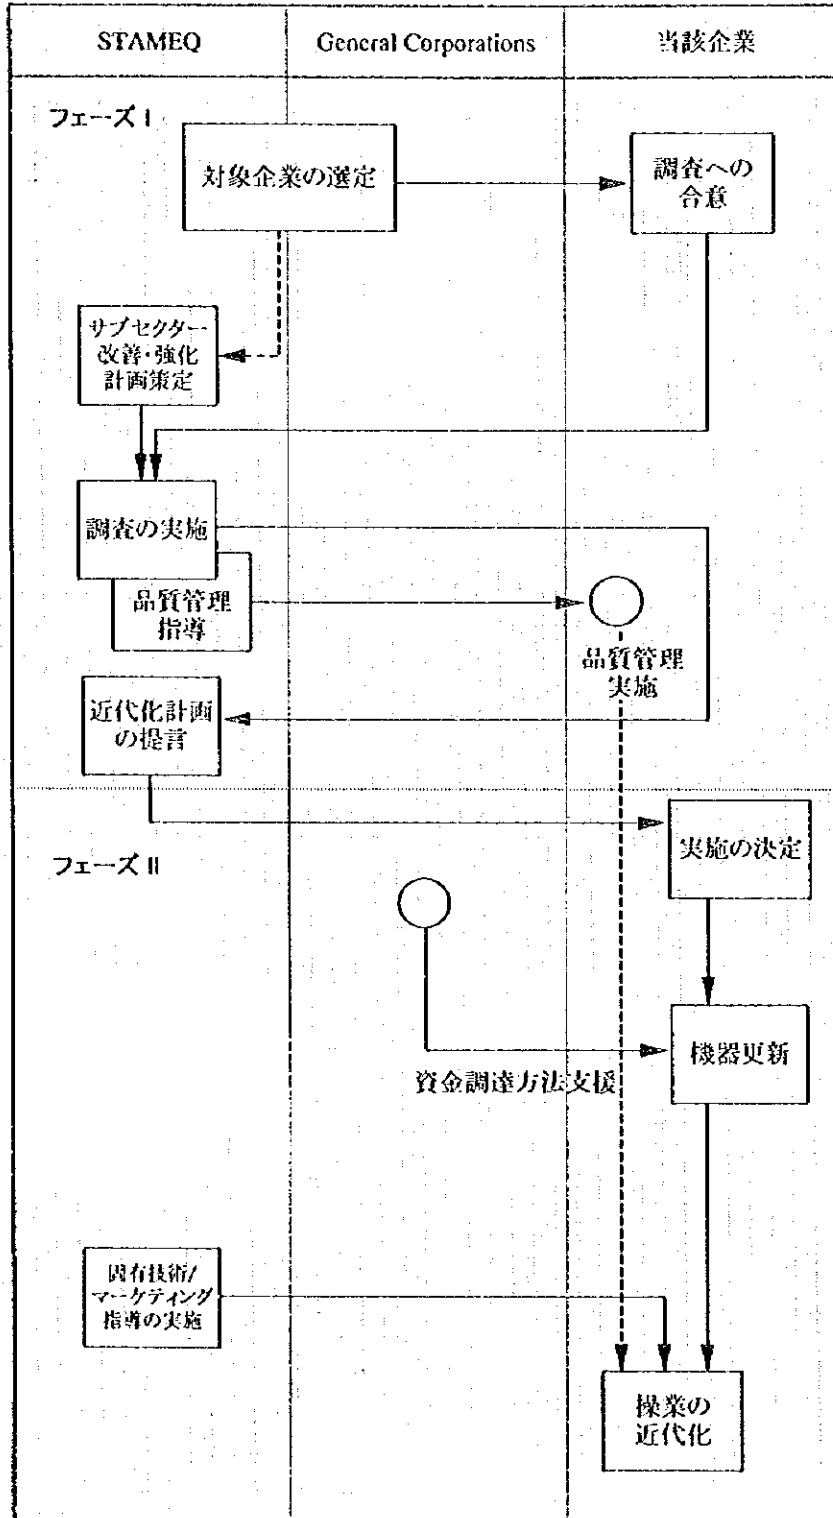 STAMEQ
General Corporations
当該企業
フェーズ I
対象企業の選定
調査への
合意
サブセクター
改善・強化
計画策定
調査の実施
品質管理
指導
品質管理
実施
近代化計画
の提言
実施の決定
フェーズ II
機器更新
資金調達方法支援
固有技術/
マーケティング
指導の実施
操業の
近代化